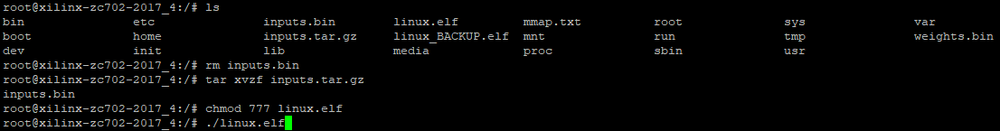 root@xilinx-zc702-2017_4:/# ls
bin etc inputs.bin linux.elf mmap.txt root sys var
boot home inputs.tar.gz linux_BACKUP.elf mnt run tmp weights.bin
dev init lib media proc sbin usr
root@xilinx-zc702-2017_4:/# rm inputs.bin
root@xilinx-zc702-2017_4:/# tar xvzf inputs.tar.gz
inputs.bin
root@xilinx-zc702-2017_4:/# chmod 777 linux.elf
root@xilinx-zc702-2017_4:/# ./linux.elf